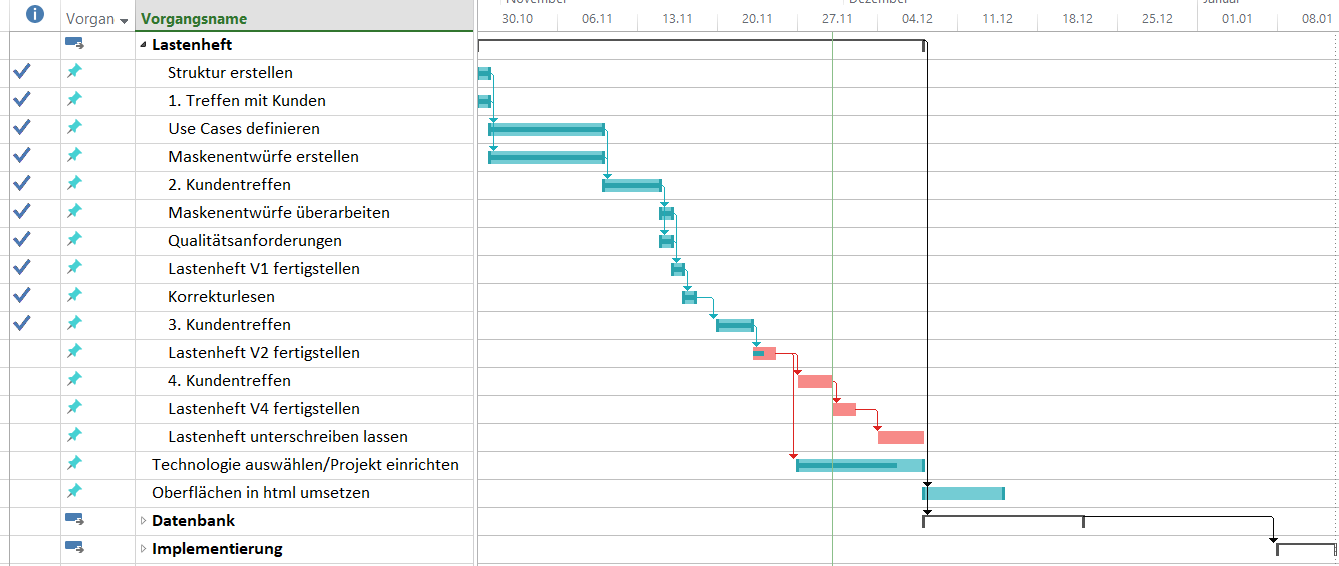 November Dezember Januar
Vorgan Vorgangsname 30.10 06.11 13.11 20.11 27.11 04.12 11.12 18.12 25.12 01.01 08.01
Lastenheft
Struktur erstellen
1. Treffen mit Kunden
Use Cases definieren
Maskenentwürfe erstellen
2. Kundentreffen
Maskenentwürfe überarbeiten
Qualitätsanforderungen
Lastenheft V1 fertigstellen
Korrekturlesen
3. Kundentreffen
Lastenheft V2 fertigstellen
4. Kundentreffen
Lastenheft V4 fertigstellen
Lastenheft unterschreiben lassen
Technologie auswählen/Projekt einrichten
Oberflächen in html umsetzen
Datenbank
Implementierung